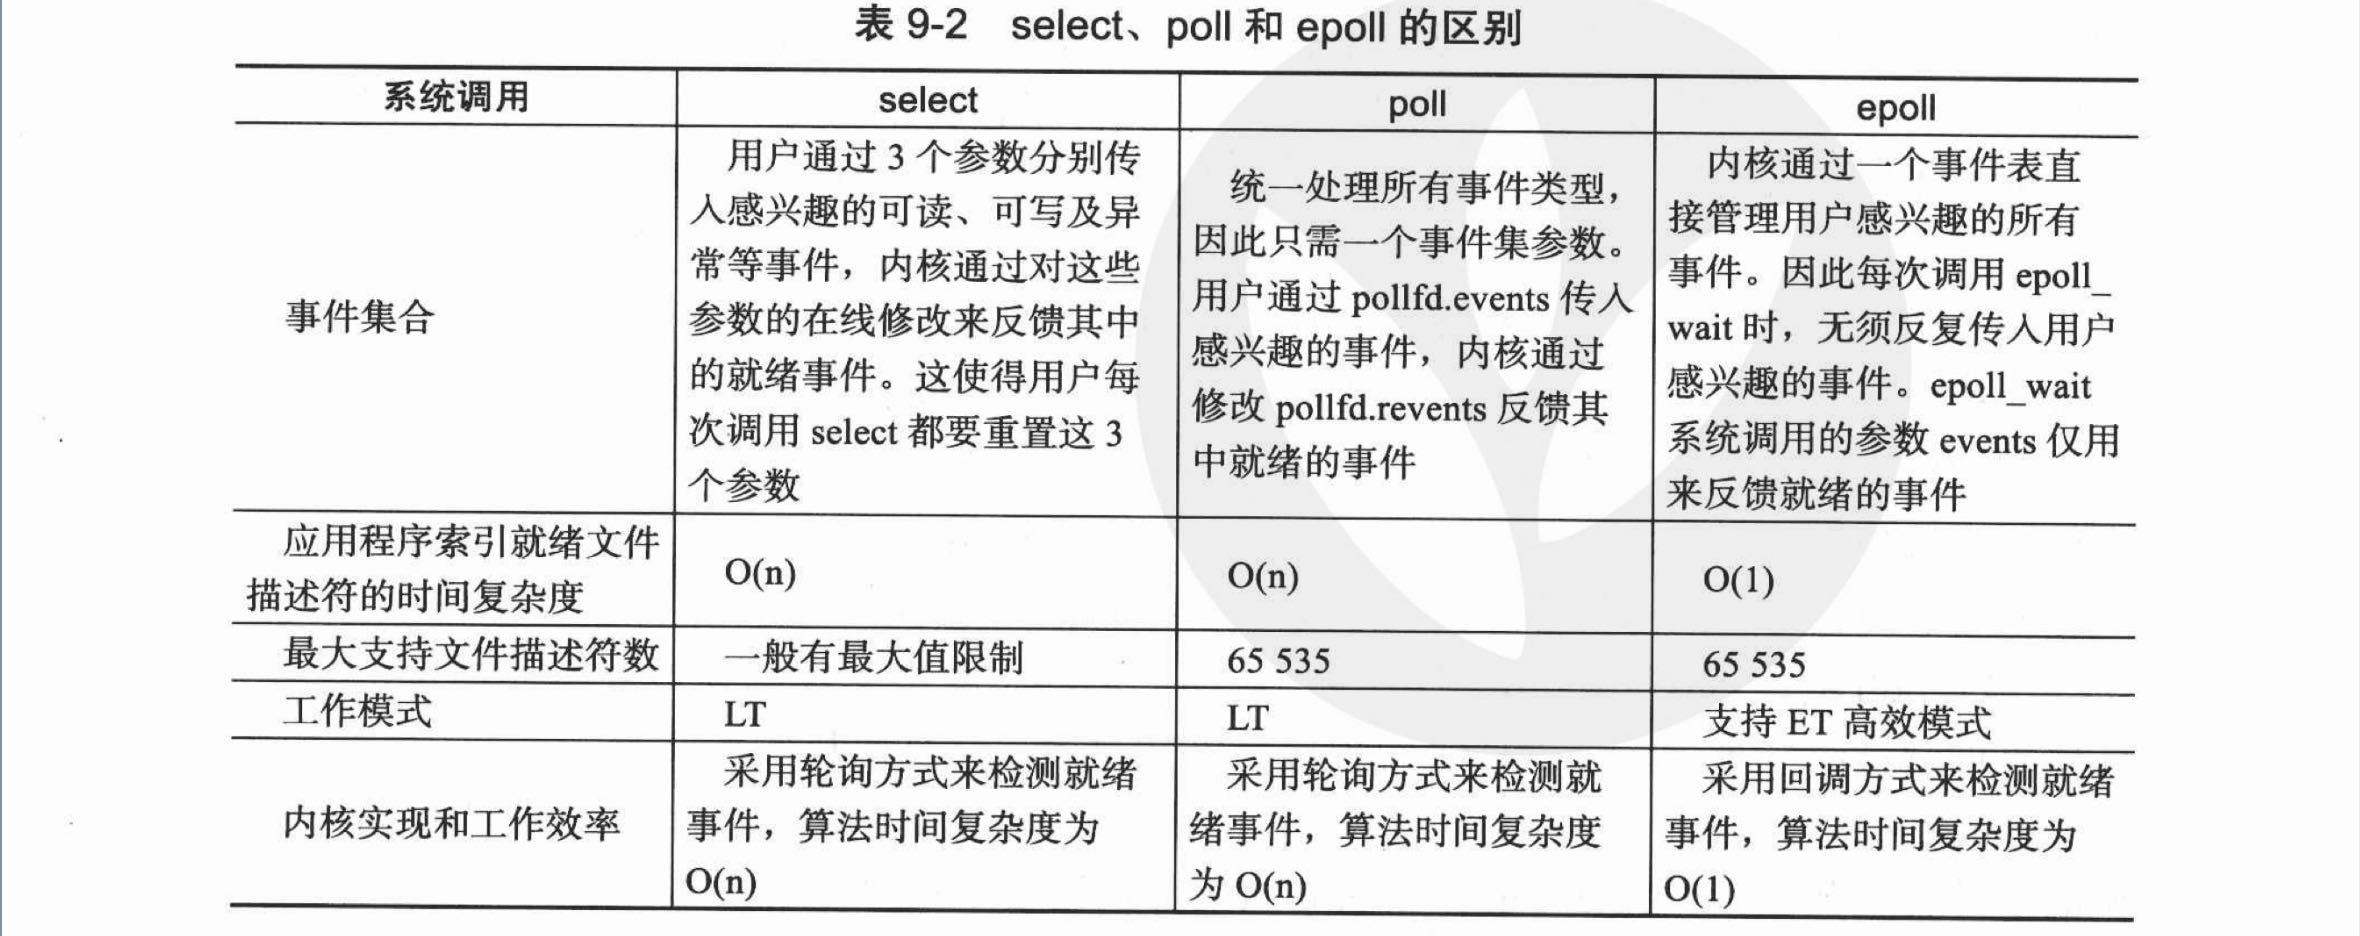 表 9-2 select、poll 和 epoll 的区别
系统调用
select
poll
epoll
事件集合
用户通过 3 个参数分别传
入感兴趣的可读、可写及异
常等事件，内核通过对这些
参数的在线修改来反馈其中
的就绪事件。这使得用户每
次调用 select 都要重置这 3
个参数
统一处理所有事件类型，
因此只需一个事件集参数。
用户通过 pollfd.events 传入
感兴趣的事件，内核通过
修改 pollfd.revents 反馈其
中就绪的事件
内核通过一个事件表直
接管理用户感兴趣的所有
事件。因此每次调用 epoll_
wait 时，无须反复传入用户
感兴趣的事件。epoll_wait
系统调用的参数 events 仅用
来反馈就绪的事件
应用程序索引就绪文件
描述符的时间复杂度
O(n)
O(n)
O(1)
最大支持文件描述符数
一般有最大值限制
65 535
65 535
工作模式
LT
LT
支持 ET 高效模式
内核实现和工作效率
采用轮询方式来检测就绪
事件，算法时间复杂度为
O(n)
采用轮询方式来检测就
绪事件，算法时间复杂度
为 O(n)
采用回调方式来检测就绪
事件，算法时间复杂度为
O(1)